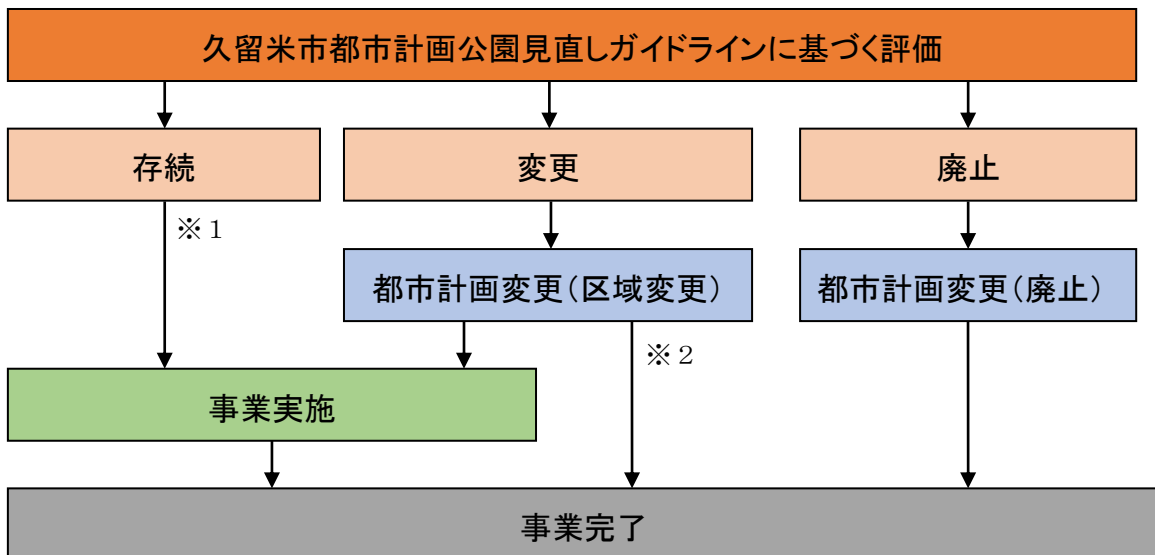 久留米市都市計画公園見直しガイドラインに基づく評価
存続
変更
廃止
※１
都市計画変更（区域変更）
都市計画変更（廃止）
※２
事業実施
事業完了